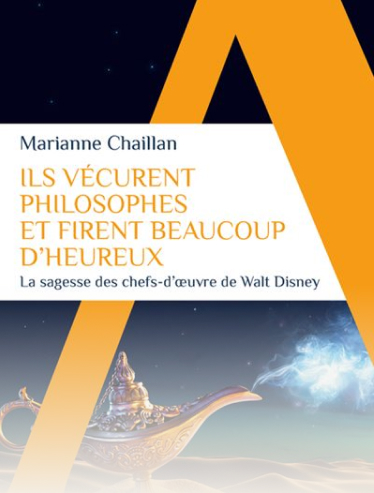 Marianne Chaillan
ILS VÉCURENT
PHILOSOPHES
ET FIRENT BEAUCOUP
D’HEUREUX
La sagesse des chefs-d’œuvre de Walt Disney